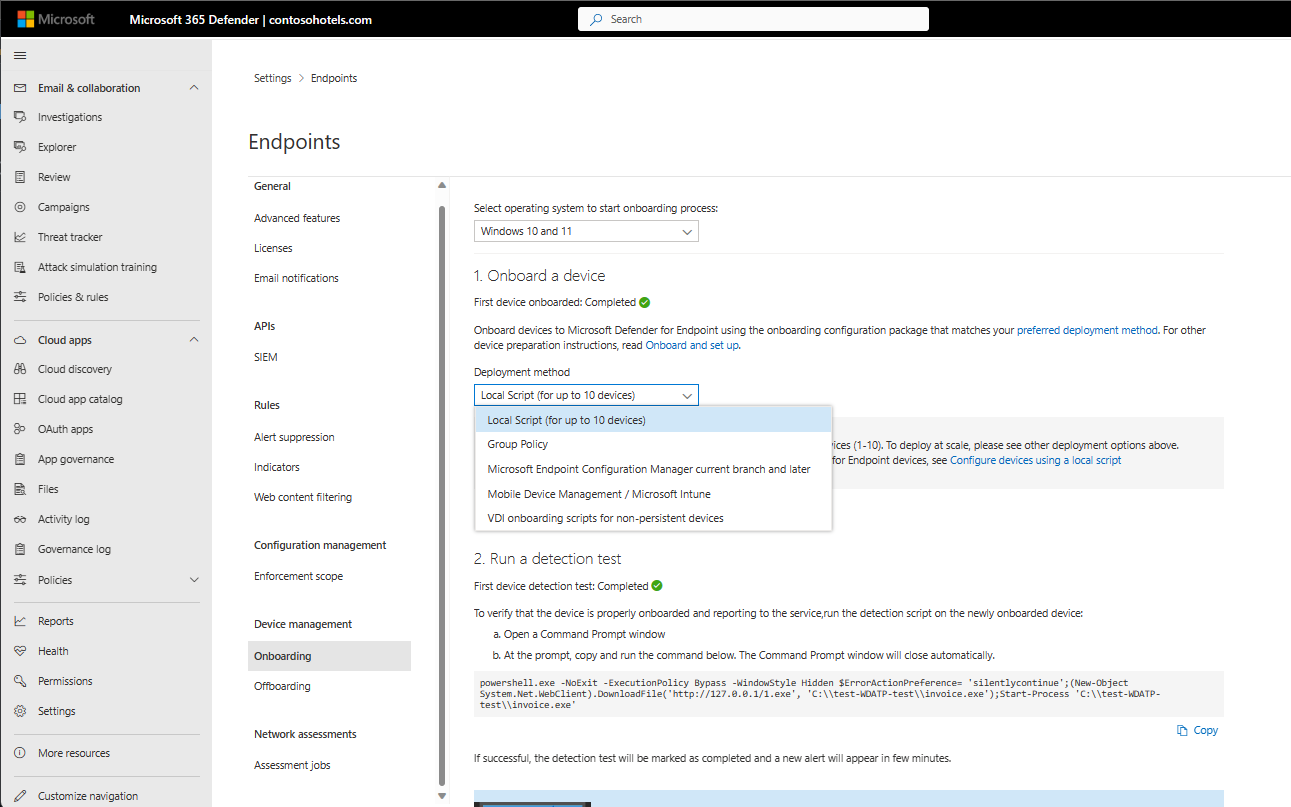 Microsoft
Microsoft 365 Defender | contosohotels.com
Search
Email & collaboration
Investigations
Explorer
Review
Campaigns
Threat tracker
Attack simulation training
Policies & rules
Cloud apps
Cloud discovery
Cloud app catalog
OAuth apps
App governance
Files
Activity log
Governance log
Policies
Reports
Health
Permissions
Settings
More resources
Customize navigation
Settings > Endpoints
Endpoints
General
Advanced features
Licenses
Email notifications
APIs
SIEM
Rules
Alert suppression
Indicators
Web content filtering
Configuration management
Enforcement scope
Device management
Onboarding
Offboarding
Network assessments
Assessment jobs
Select operating system to start onboarding process:
Windows 10 and 11
1. Onboard a device
First device onboarded: Completed
Onboard devices to Microsoft Defender for Endpoint using the onboarding configuration package that matches your preferred deployment method. For other
device preparation instructions, read Onboard and set up.
Deployment method
Local Script (for up to 10 devices)
Local Script (for up to 10 devices)
Group Policy
Microsoft Endpoint Configuration Manager current branch and later
Mobile Device Management / Microsoft Intune
VDI onboarding scripts for non-persistent devices
ices (1-10). To deploy at scale, please see other deployment options above.
for Endpoint devices, see Configure devices using a local script
2. Run a detection test
First device detection test: Completed
To verify that the device is properly onboarded and reporting to the service,run the detection script on the newly onboarded device:
a. Open a Command Prompt window
b. At the prompt, copy and run the command below. The Command Prompt window will close automatically.
powershell.exe -NoExit -ExecutionPolicy Bypass -WindowStyle Hidden $ErrorActionPreference= 'silentlycontinue';(New-Object
System.Net.WebClient).DownloadFile('http://127.0.0.1/1.exe', 'C:\\test-WDATP-test\\invoice.exe');Start-Process 'C:\\test-WDATP-
test\\invoice.exe'
Copy
If successful, the detection test will be marked as completed and a new alert will appear in few minutes.